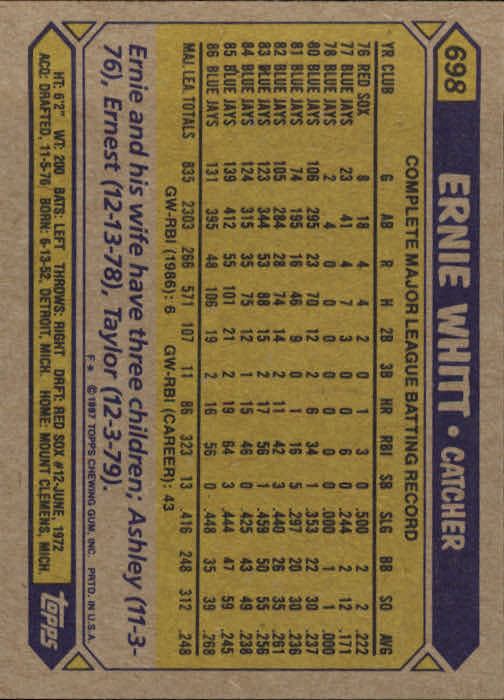 698
ERNIE WHITT • CATCHER
COMPLETE MAJOR LEAGUE BATTING RECORD
YR CLUB G AB R H 2B 3B HR RBI SB SLG BB SO AVG
76 RED SOX 8 18 4 4 2 0 1 3 0 .500 2 2 .222
77 BLUE JAYS 23 41 4 7 3 0 0 6 0 .244 2 12 .171
78 BLUE JAYS 2 4 0 0 0 0 0 0 0 .000 1 1 .000
80 BLUE JAYS 106 295 23 70 12 2 6 34 1 .353 22 30 .237
81 BLUE JAYS 74 195 16 46 9 0 1 16 5 .297 20 30 .236
82 BLUE JAYS 105 284 28 74 14 2 11 42 3 .440 26 35 .261
83 BLUE JAYS 123 344 53 88 15 2 17 56 1 .459 50 55 .256
84 BLUE JAYS 124 315 35 75 12 1 15 46 0 .425 43 49 .238
85 BLUE JAYS 139 412 55 101 21 2 19 64 3 .444 47 59 .245
86 BLUE JAYS 131 395 48 106 19 2 16 56 0 .448 35 39 .268
MAJ. LEA. TOTALS 835 2303 266 571 107 11 86 323 13 .416 248 312 .248
GW-RBI (1986): 6 GW-RBI (CAREER): 43
Ernie and his wife have three children; Ashley (11-3-
76), Ernest (12-13-78), Taylor (12-3-79).
F* © 1987 TOPPS CHEWING GUM, INC. PRTD. IN U.S.A.
HT: 6'2" WT: 200 BATS: LEFT THROWS: RIGHT DRFT: RED SOX #12-JUNE, 1972
ACQ: DRAFTED, 11-5-76 BORN: 6-13-52, DETROIT, MICH. HOME: MOUNT CLEMENS, MICH.
topps